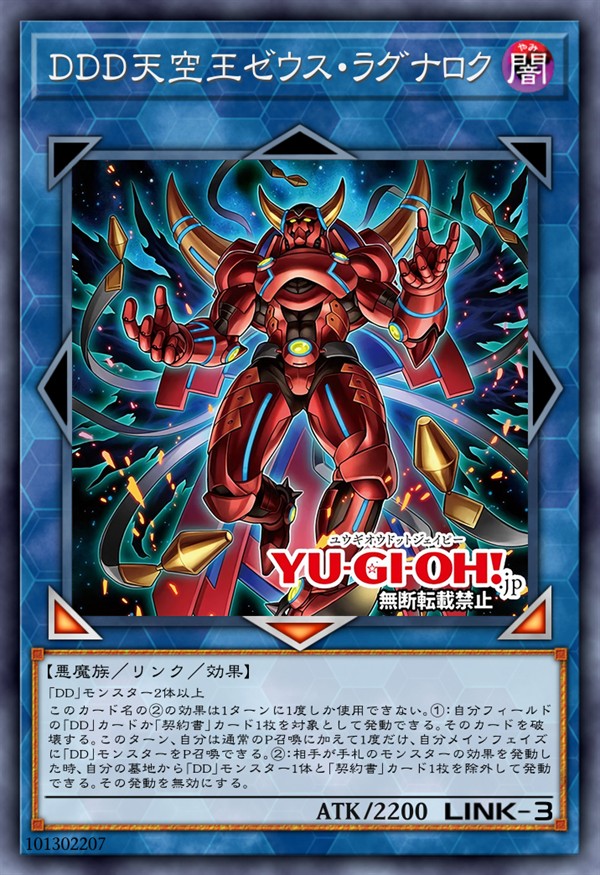 DDD天空王ゼウス・ラグナロク
やみ
闇
ユウギオウドットジェイピー
YU-GI-OH!.jp
無断転載禁止
【悪魔族／リンク／効果】
「DD」モンスター2体以上
このカード名の②の効果は1ターンに1度しか使用できない。①：自分フィールド
の「DD」カードか「契約書」カード1枚を対象として発動できる。そのカードを破
壊する。このターン、自分は通常のP召喚に加えて1度だけ、自分メインフェイズ
に「DD」モンスターをP召喚できる。②：相手が手札のモンスターの効果を発動し
た時、自分の墓地から「DD」モンスター1体と「契約書」カード1枚を除外して発動
できる。その発動を無効にする。
ATK/2200 LINK-3
101302207